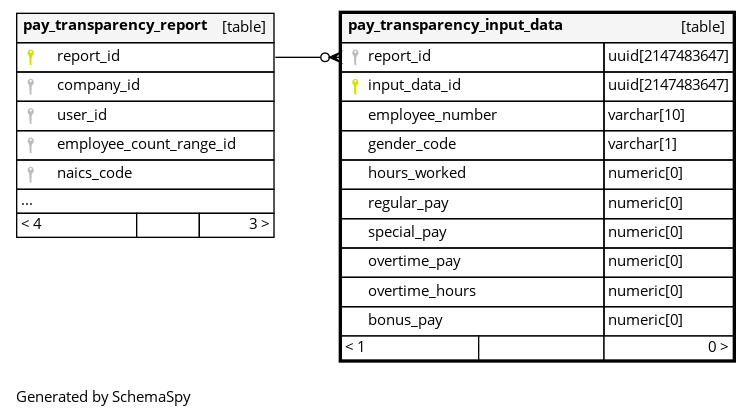 pay_transparency_report [table]
report_id
company_id
user_id
employee_count_range_id
naics_code
...
< 4 3 >
pay_transparency_input_data [table]
report_id uuid[2147483647]
input_data_id uuid[2147483647]
employee_number varchar[10]
gender_code varchar[1]
hours_worked numeric[0]
regular_pay numeric[0]
special_pay numeric[0]
overtime_pay numeric[0]
overtime_hours numeric[0]
bonus_pay numeric[0]
< 1 0 >
Generated by SchemaSpy